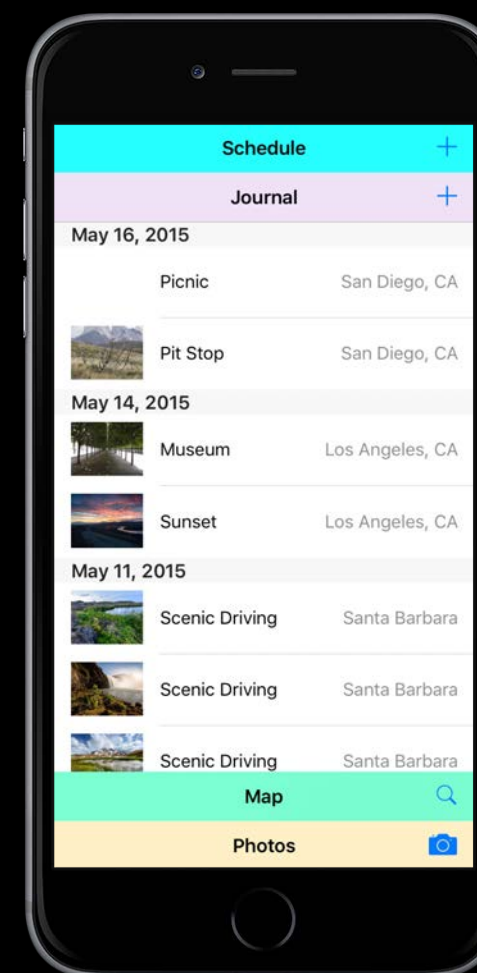 Schedule
Journal
May 16, 2015
Picnic San Diego, CA
Pit Stop San Diego, CA
May 14, 2015
Museum Los Angeles, CA
Sunset Los Angeles, CA
May 11, 2015
Scenic Driving Santa Barbara
Scenic Driving Santa Barbara
Scenic Driving Santa Barbara
Map
Photos